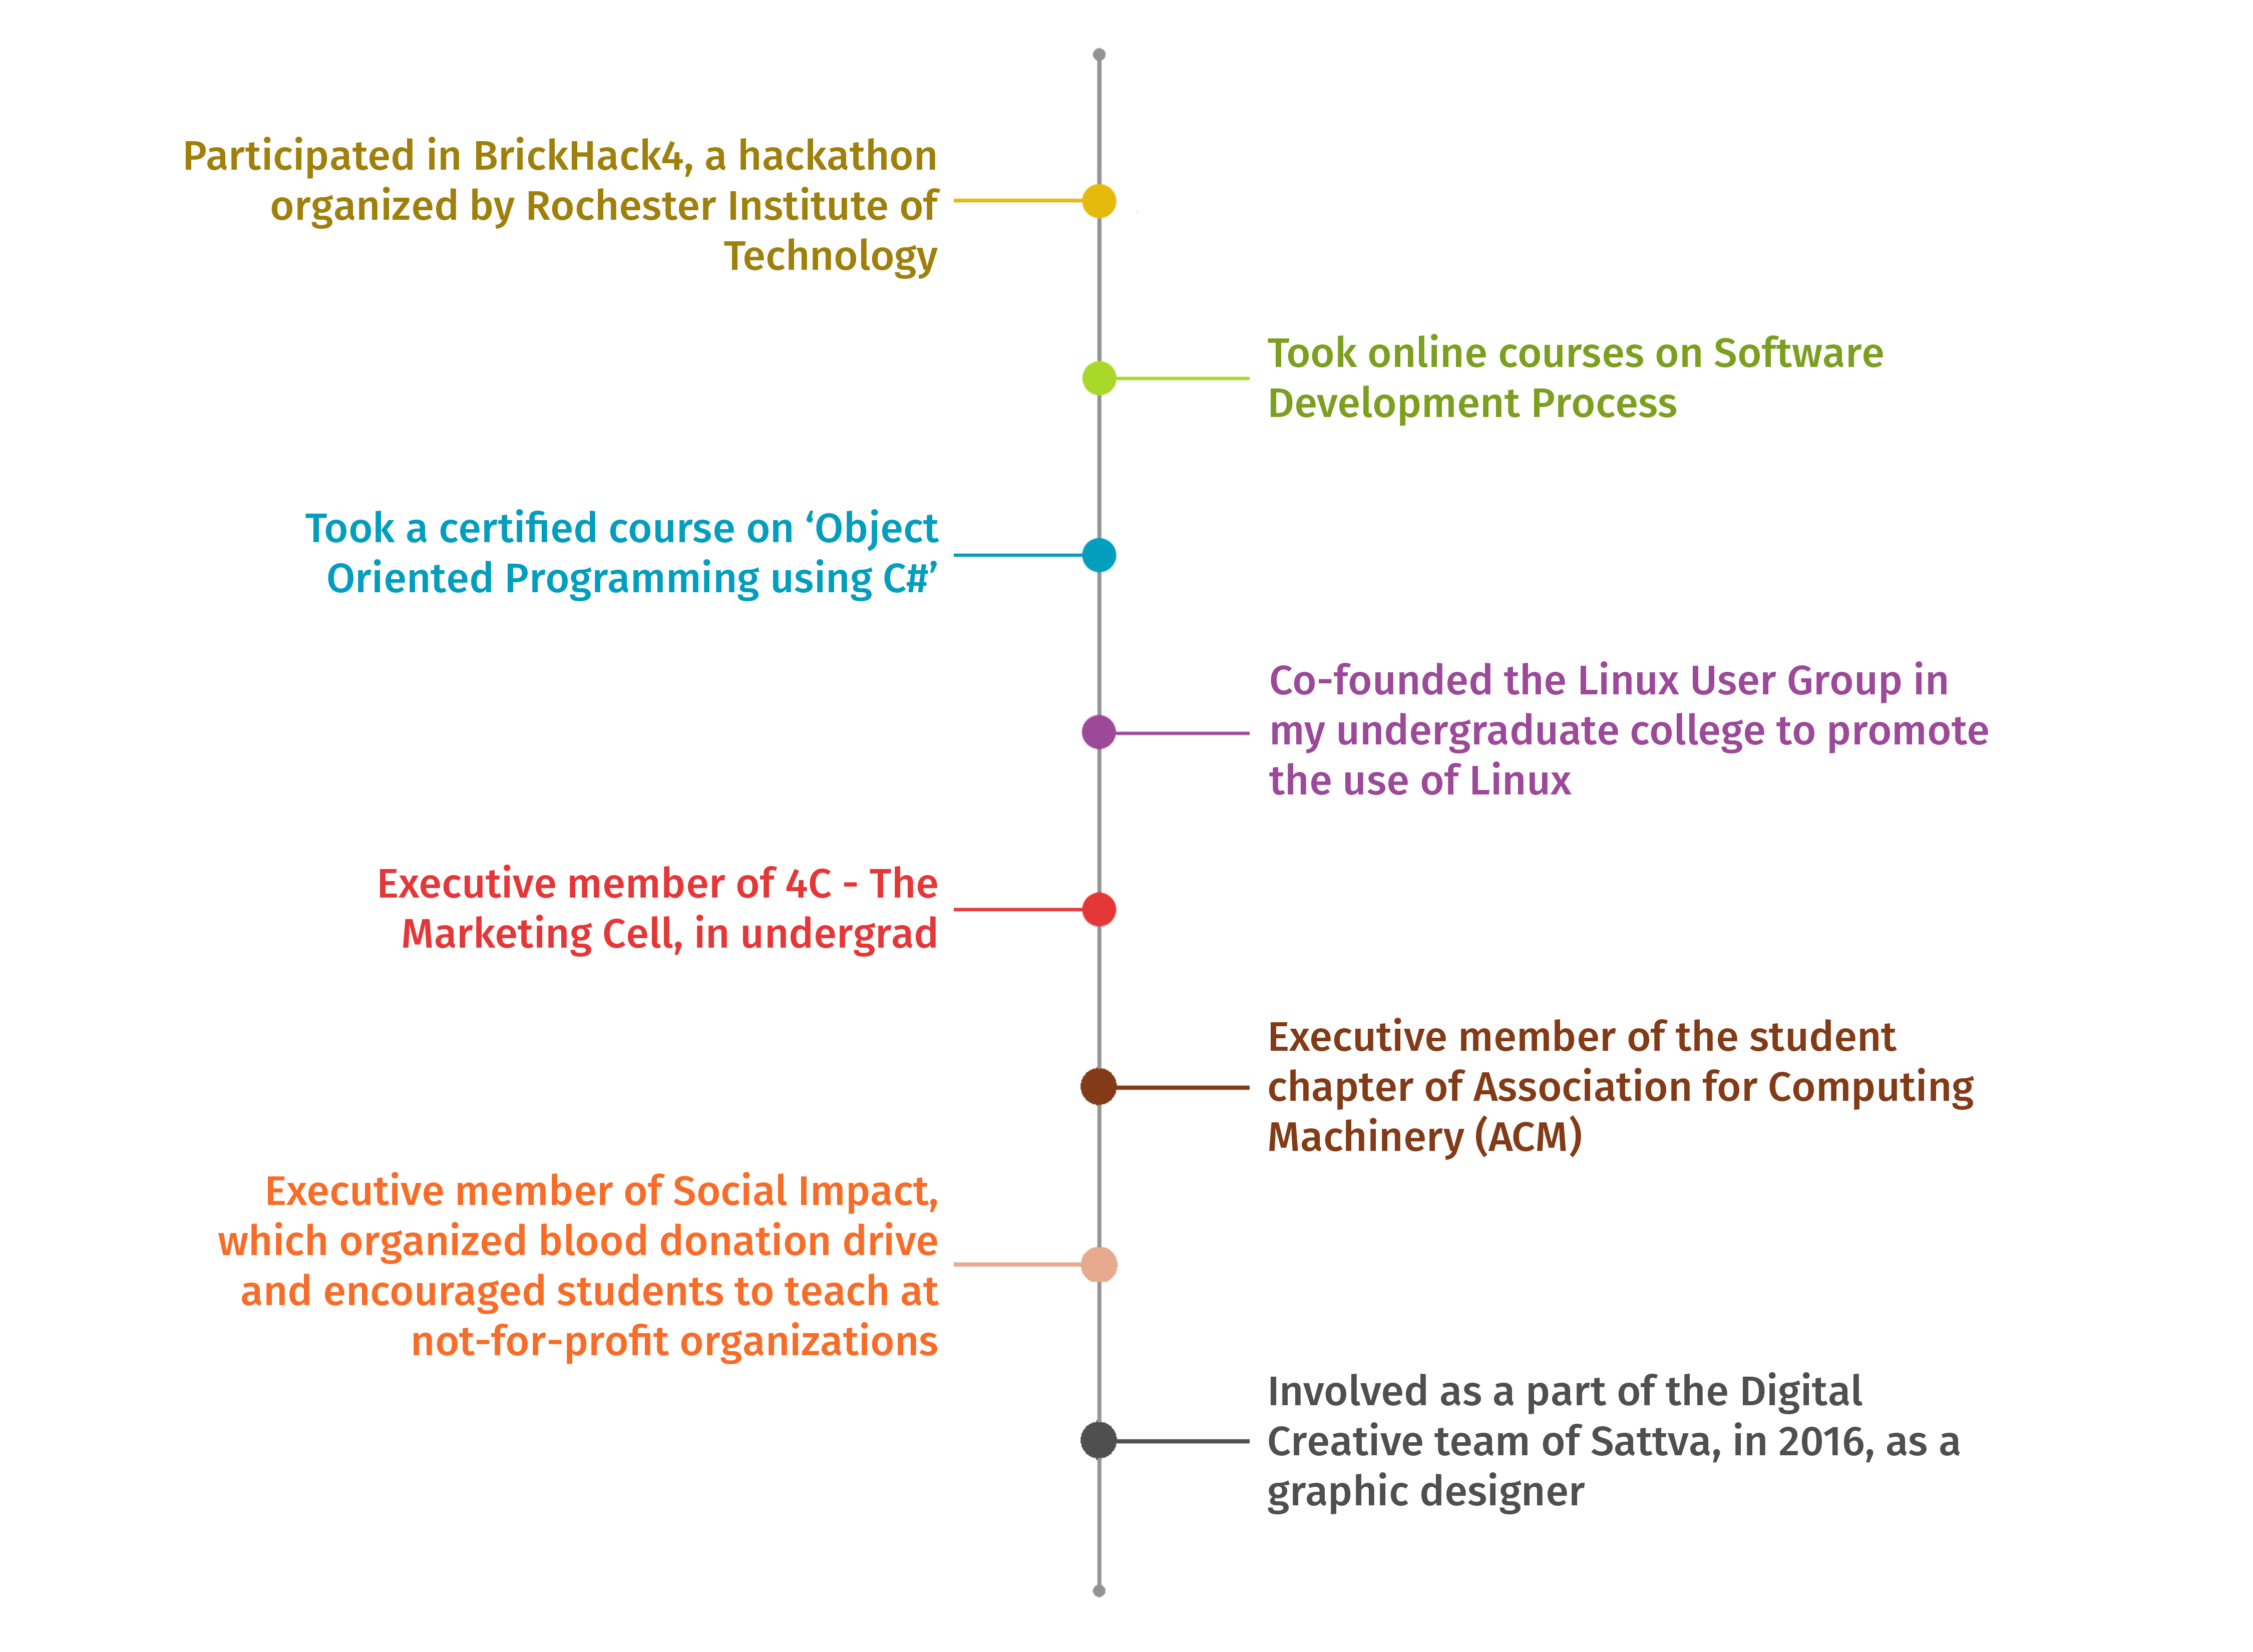 Participated in BrickHack4, a hackathon
organized by Rochester Institute of
Technology
Took online courses on Software
Development Process
Took a certified course on ‘Object
Oriented Programming using C#’
Co-founded the Linux User Group in
my undergraduate college to promote
the use of Linux
Executive member of 4C - The
Marketing Cell, in undergrad
Executive member of the student
chapter of Association for Computing
Machinery (ACM)
Executive member of Social Impact,
which organized blood donation drive
and encouraged students to teach at
not-for-profit organizations
Involved as a part of the Digital
Creative team of Sattva, in 2016, as a
graphic designer